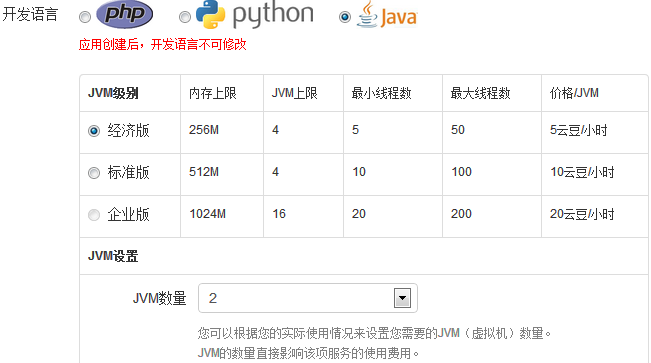 开发语言 php python Java
应用创建后，开发语言不可修改
JVM级别 内存上限 JVM上限 最小线程数 最大线程数 价格/JVM
经济版 256M 4 5 50 5云豆/小时
标准版 512M 4 10 100 10云豆/小时
企业版 1024M 16 20 200 20云豆/小时
JVM设置
JVM数量 2
您可以根据您的实际使用情况来设置您需要的JVM（虚拟机）数量。
JVM的数量直接影响该项服务的使用费用。